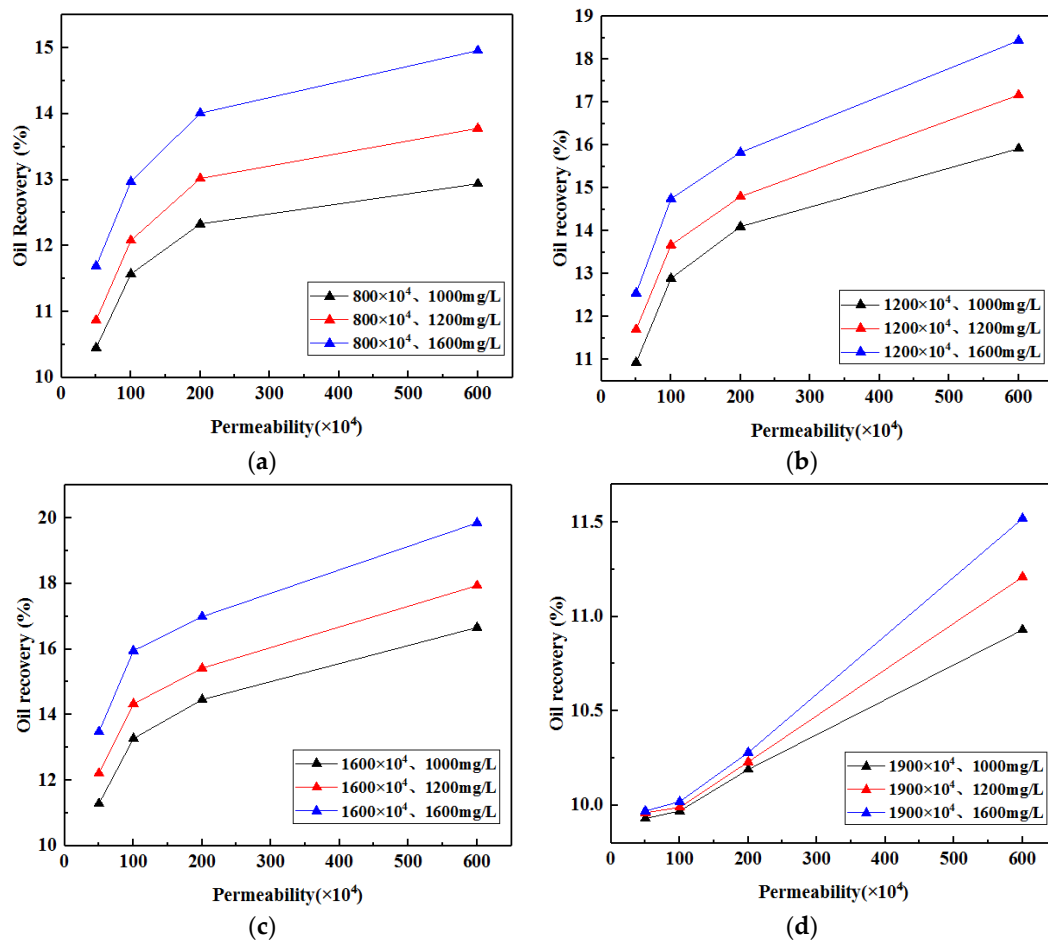 15
14
13
12
11
10
Oil Recovery (%)
800×10⁴、1000mg/L
800×10⁴、1200mg/L
800×10⁴、1600mg/L
0 100 200 300 400 500 600
Permeability(×10⁴)
(a)
19
18
17
16
15
14
13
12
11
Oil recovery (%)
1200×10⁴、1000mg/L
1200×10⁴、1200mg/L
1200×10⁴、1600mg/L
0 100 200 300 400 500 600
Permeability(×10⁴)
(b)
20
18
16
14
12
10
Oil recovery (%)
1600×10⁴、1000mg/L
1600×10⁴、1200mg/L
1600×10⁴、1600mg/L
0 100 200 300 400 500 600
Permeability(×10⁴)
(c)
11.5
11.0
10.5
10.0
Oil recovery (%)
1900×10⁴、1000mg/L
1900×10⁴、1200mg/L
1900×10⁴、1600mg/L
0 100 200 300 400 500 600
Permeability(×10⁴)
(d)